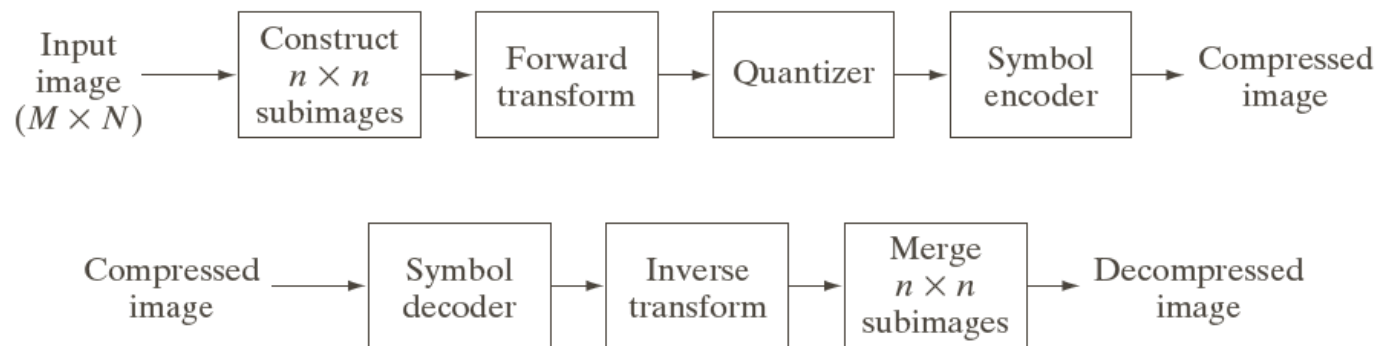 Input
image
(M × N)
Construct
n × n
subimages
Forward
transform
Quantizer
Symbol
encoder
Compressed
image
Compressed
image
Symbol
decoder
Inverse
transform
Merge
n × n
subimages
Decompressed
image